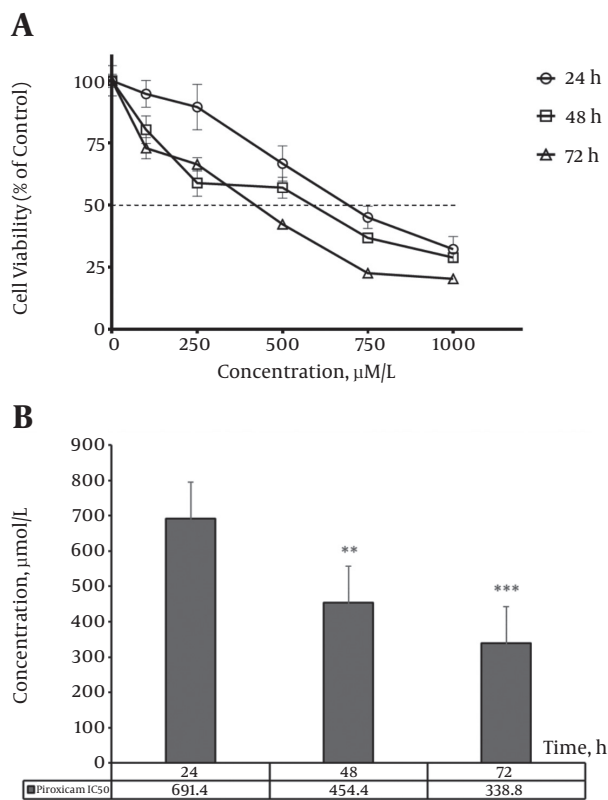 A
Cell Viability (% of Control)
100
75
50
25
0
0 250 500 750 1000
Concentration, μM/L
24 h
48 h
72 h
B
Concentration, μmol/L
900
800
700
600
500
400
300
200
100
0
**
***
Time, h
24 48 72
Piroxicam IC50 691.4 454.4 338.8